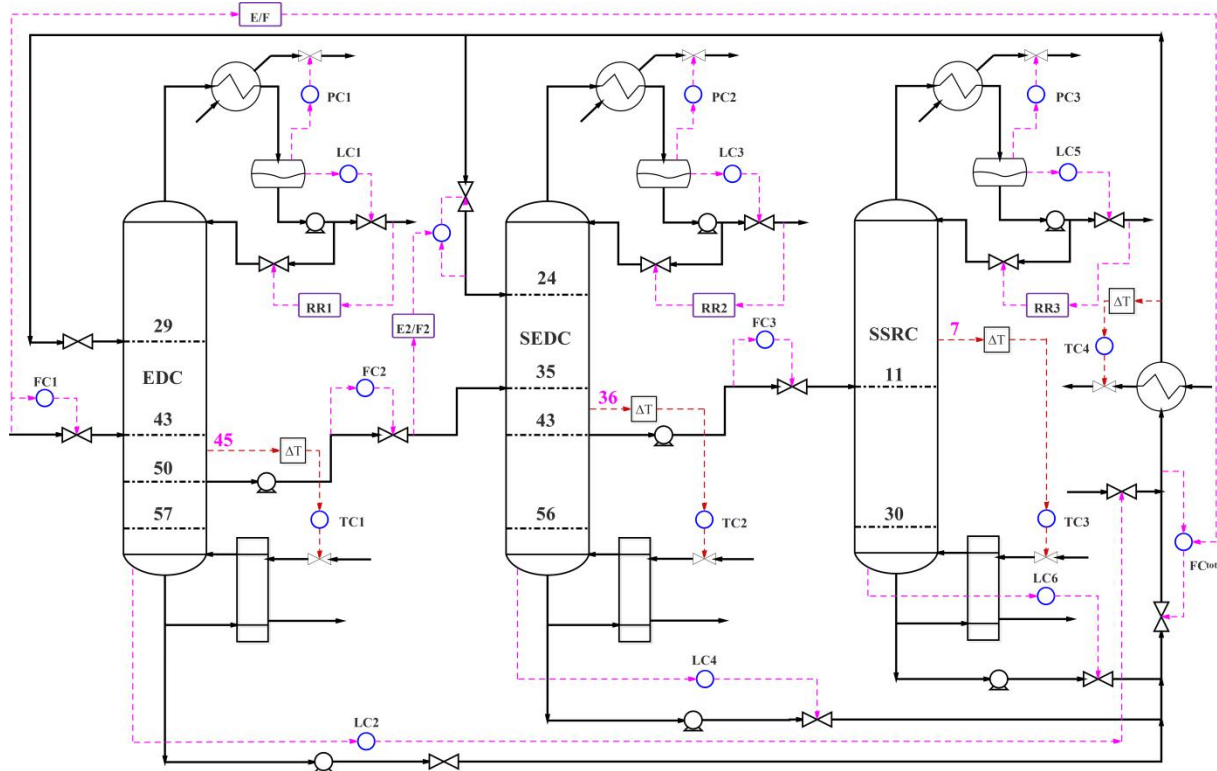 E/F
PC1
PC2
PC3
LC1
LC3
LC5
24
RR1
RR2
RR3
ΔT
29
E2/F2
FC3
7
ΔT
TC4
EDC
SEDC
SSRC
FC1
FC2
35
11
36
ΔT
43
45
ΔT
43
50
TC1
TC2
TC3
57
56
30
FCtot
LC6
LC4
LC2